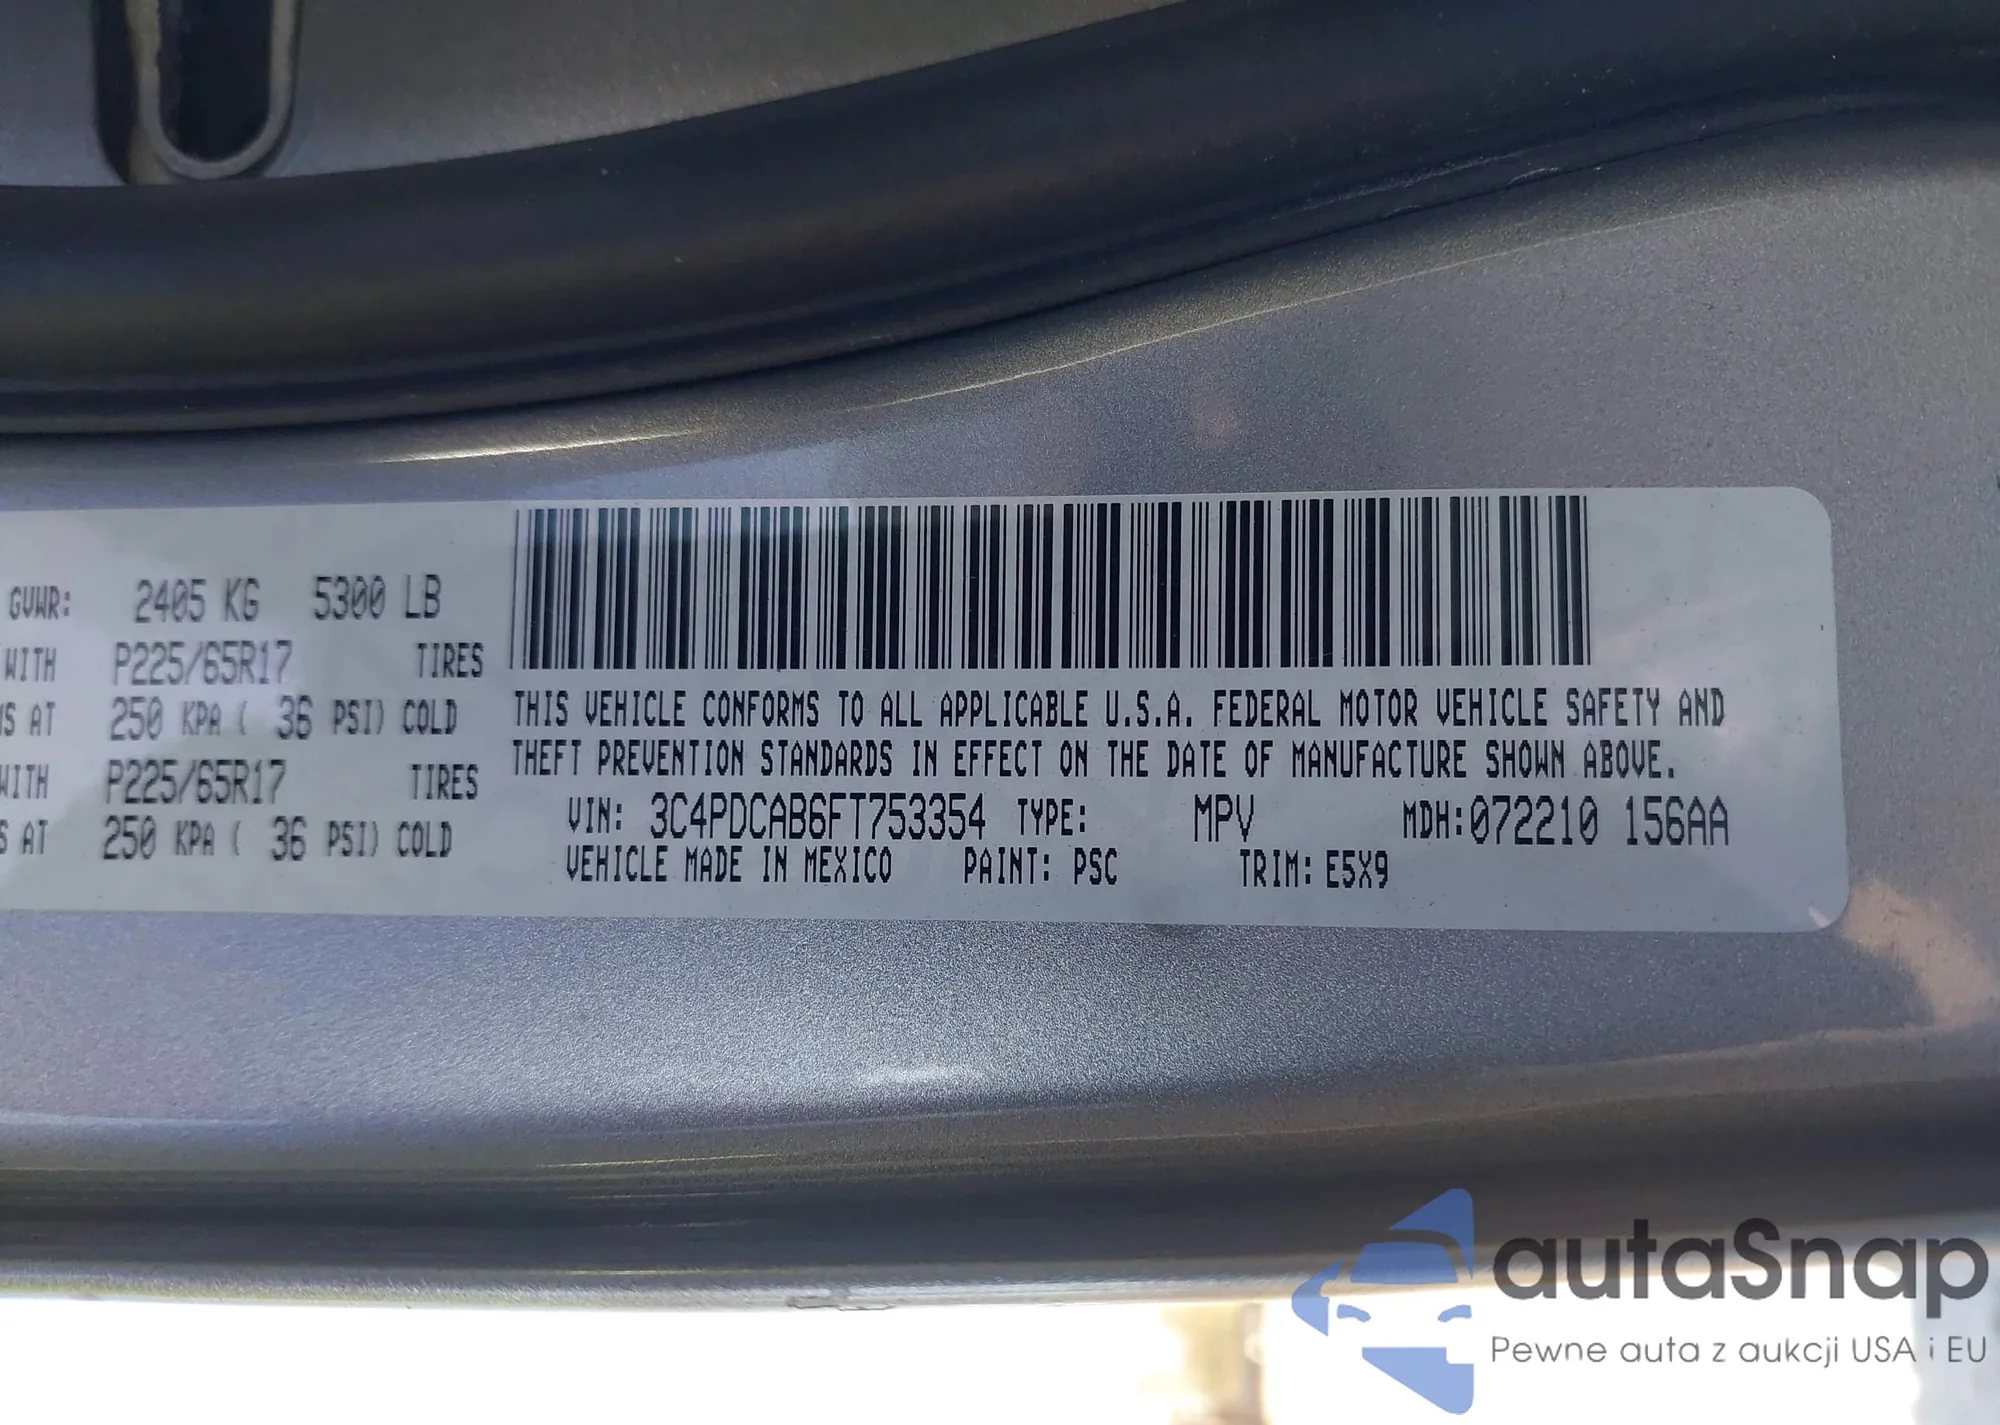 GVWR: 2405 KG 5300 LB
WITH P225/65R17 TIRES
AT 250 KPA ( 36 PSI) COLD
WITH P225/65R17 TIRES
AT 250 KPA ( 36 PSI) COLD
THIS VEHICLE CONFORMS TO ALL APPLICABLE U.S.A. FEDERAL MOTOR VEHICLE SAFETY AND
THEFT PREVENTION STANDARDS IN EFFECT ON THE DATE OF MANUFACTURE SHOWN ABOVE.
VIN: 3C4PDCAB6FT753354 TYPE: MPV MDH:072210 156AA
VEHICLE MADE IN MEXICO PAINT: PSC TRIM: E5X9
autaSnap
Pewne auta z aukcji USA i EU